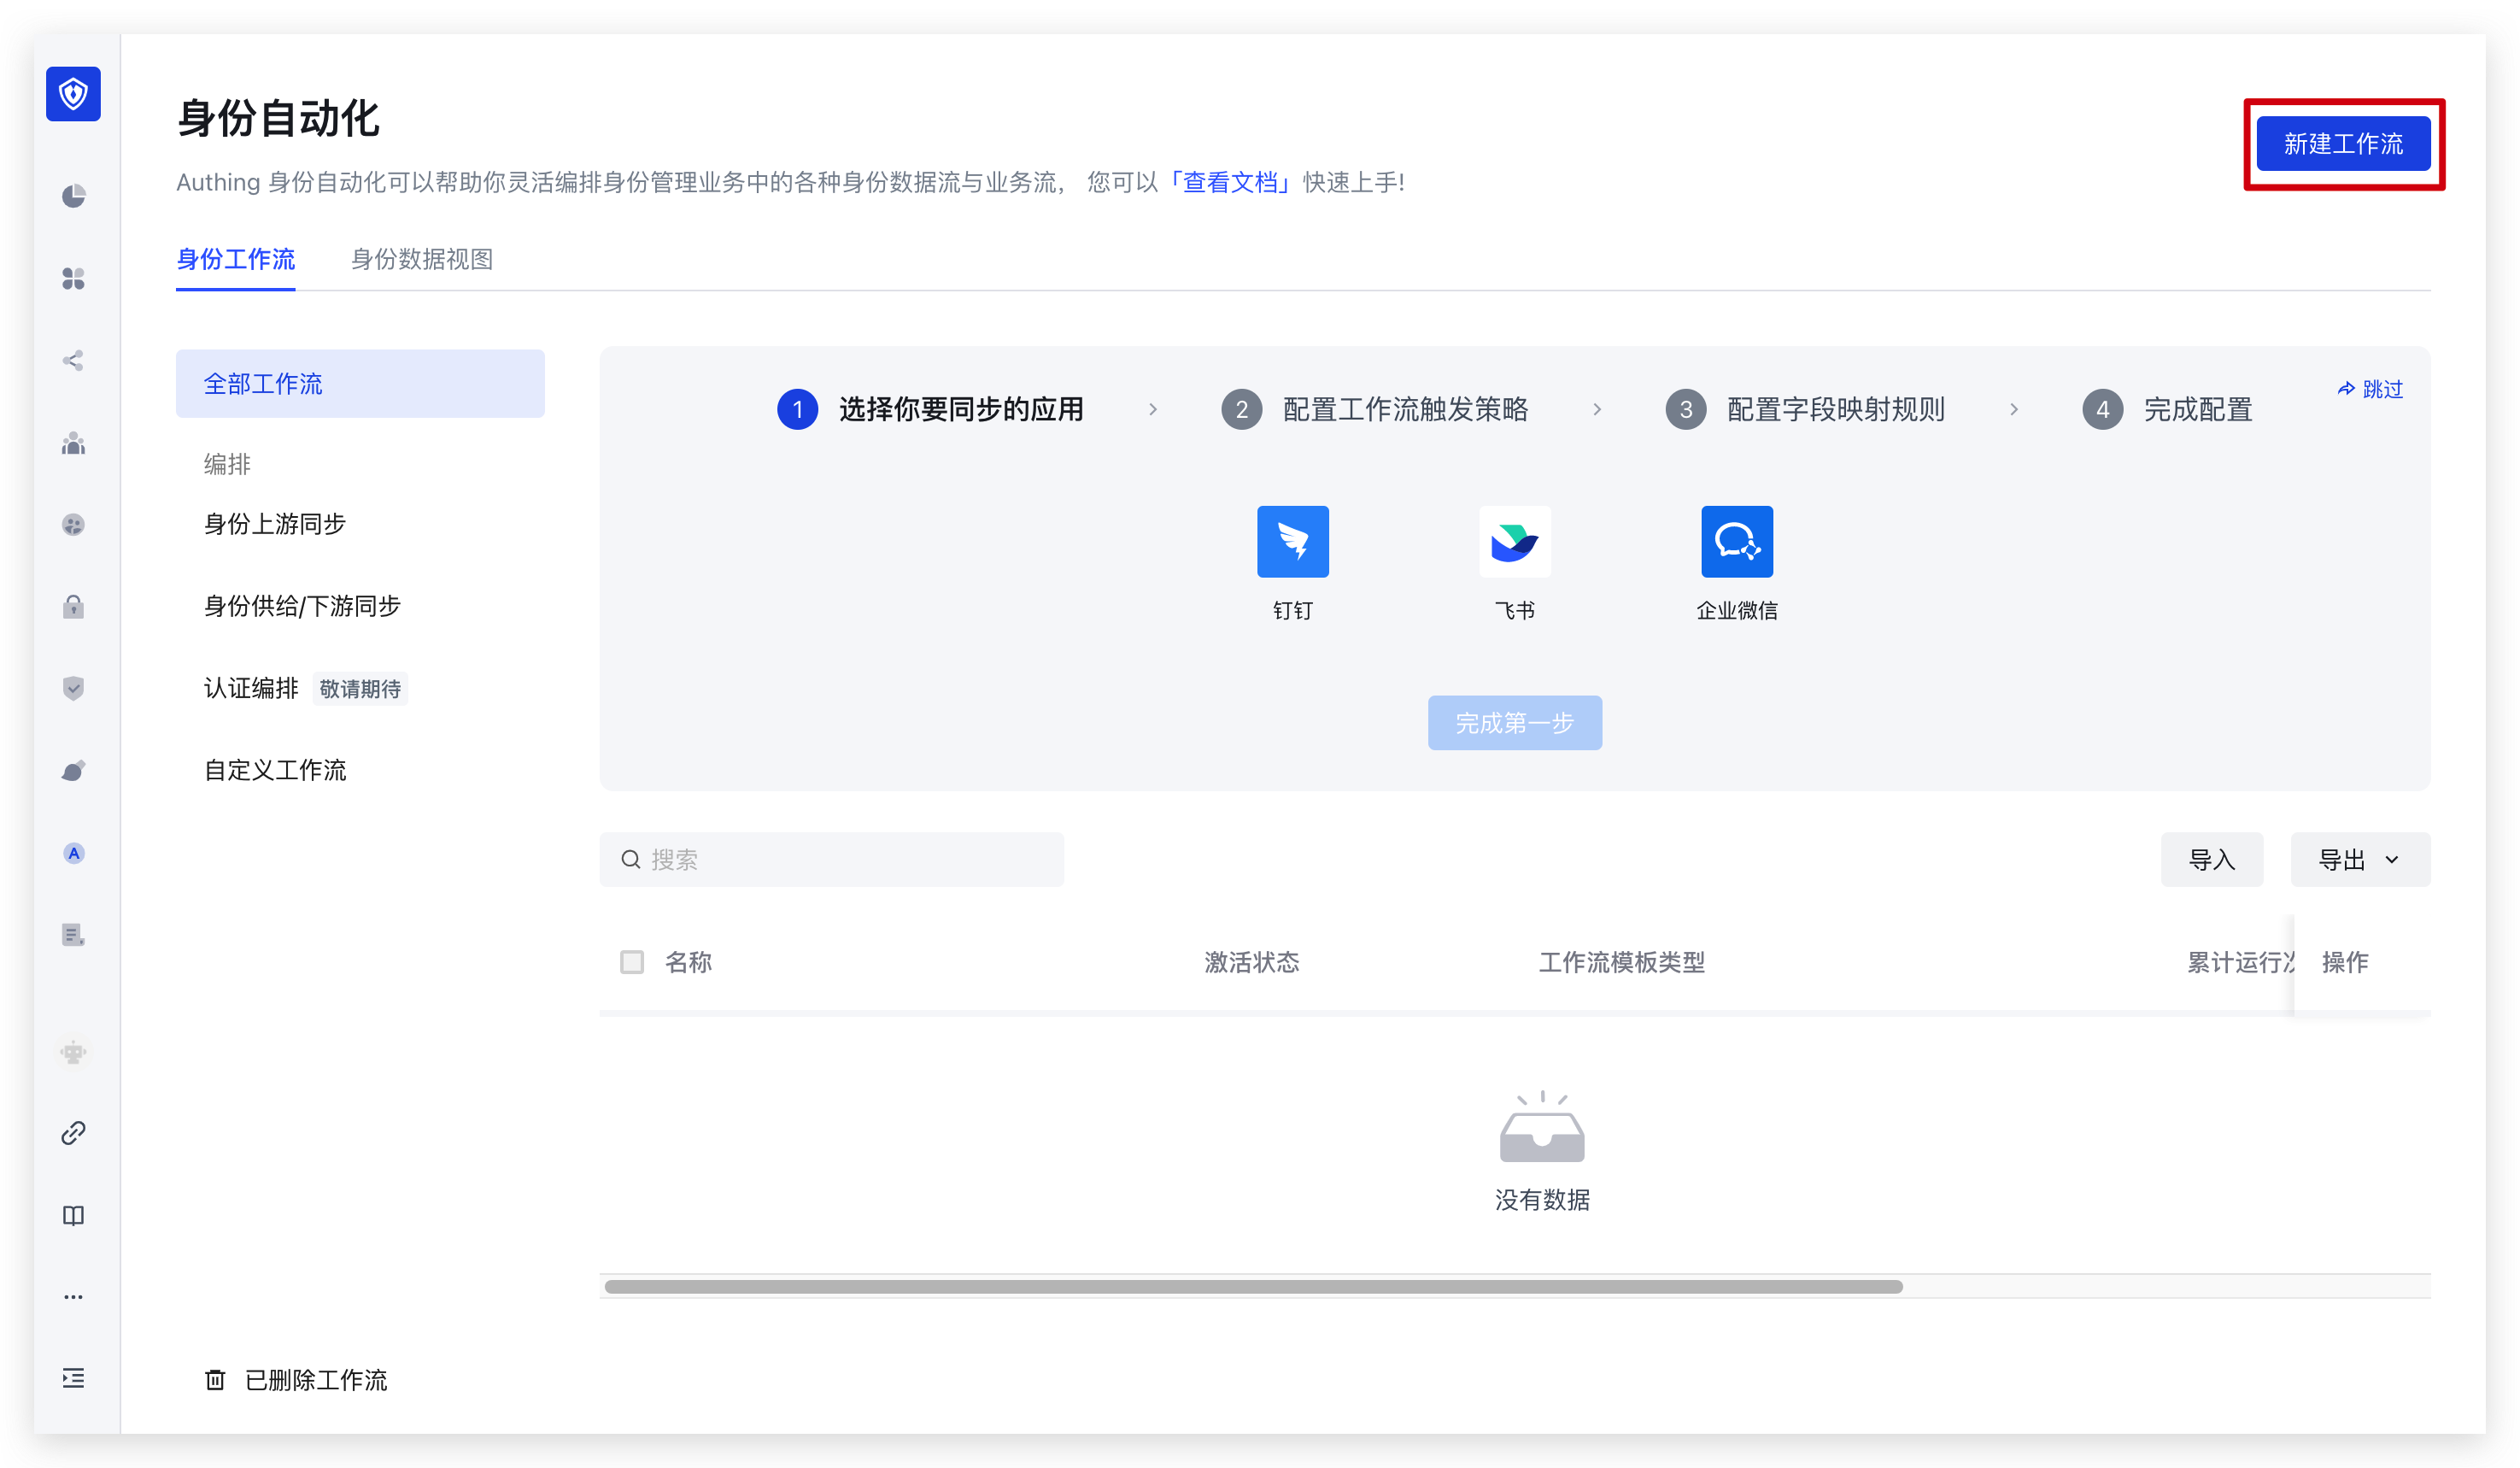 身份自动化
新建工作流
Authing 身份自动化可以帮助你灵活编排身份管理业务中的各种身份数据流与业务流， 您可以「查看文档」快速上手!
身份工作流
身份数据视图
全部工作流
编排
身份上游同步
身份供给/下游同步
认证编排 敬请期待
自定义工作流
1 选择你要同步的应用
2 配置工作流触发策略
3 配置字段映射规则
4 完成配置
跳过
钉钉
飞书
企业微信
完成第一步
搜索
导入
导出
名称
激活状态
工作流模板类型
累计运行次
操作
没有数据
已删除工作流
A